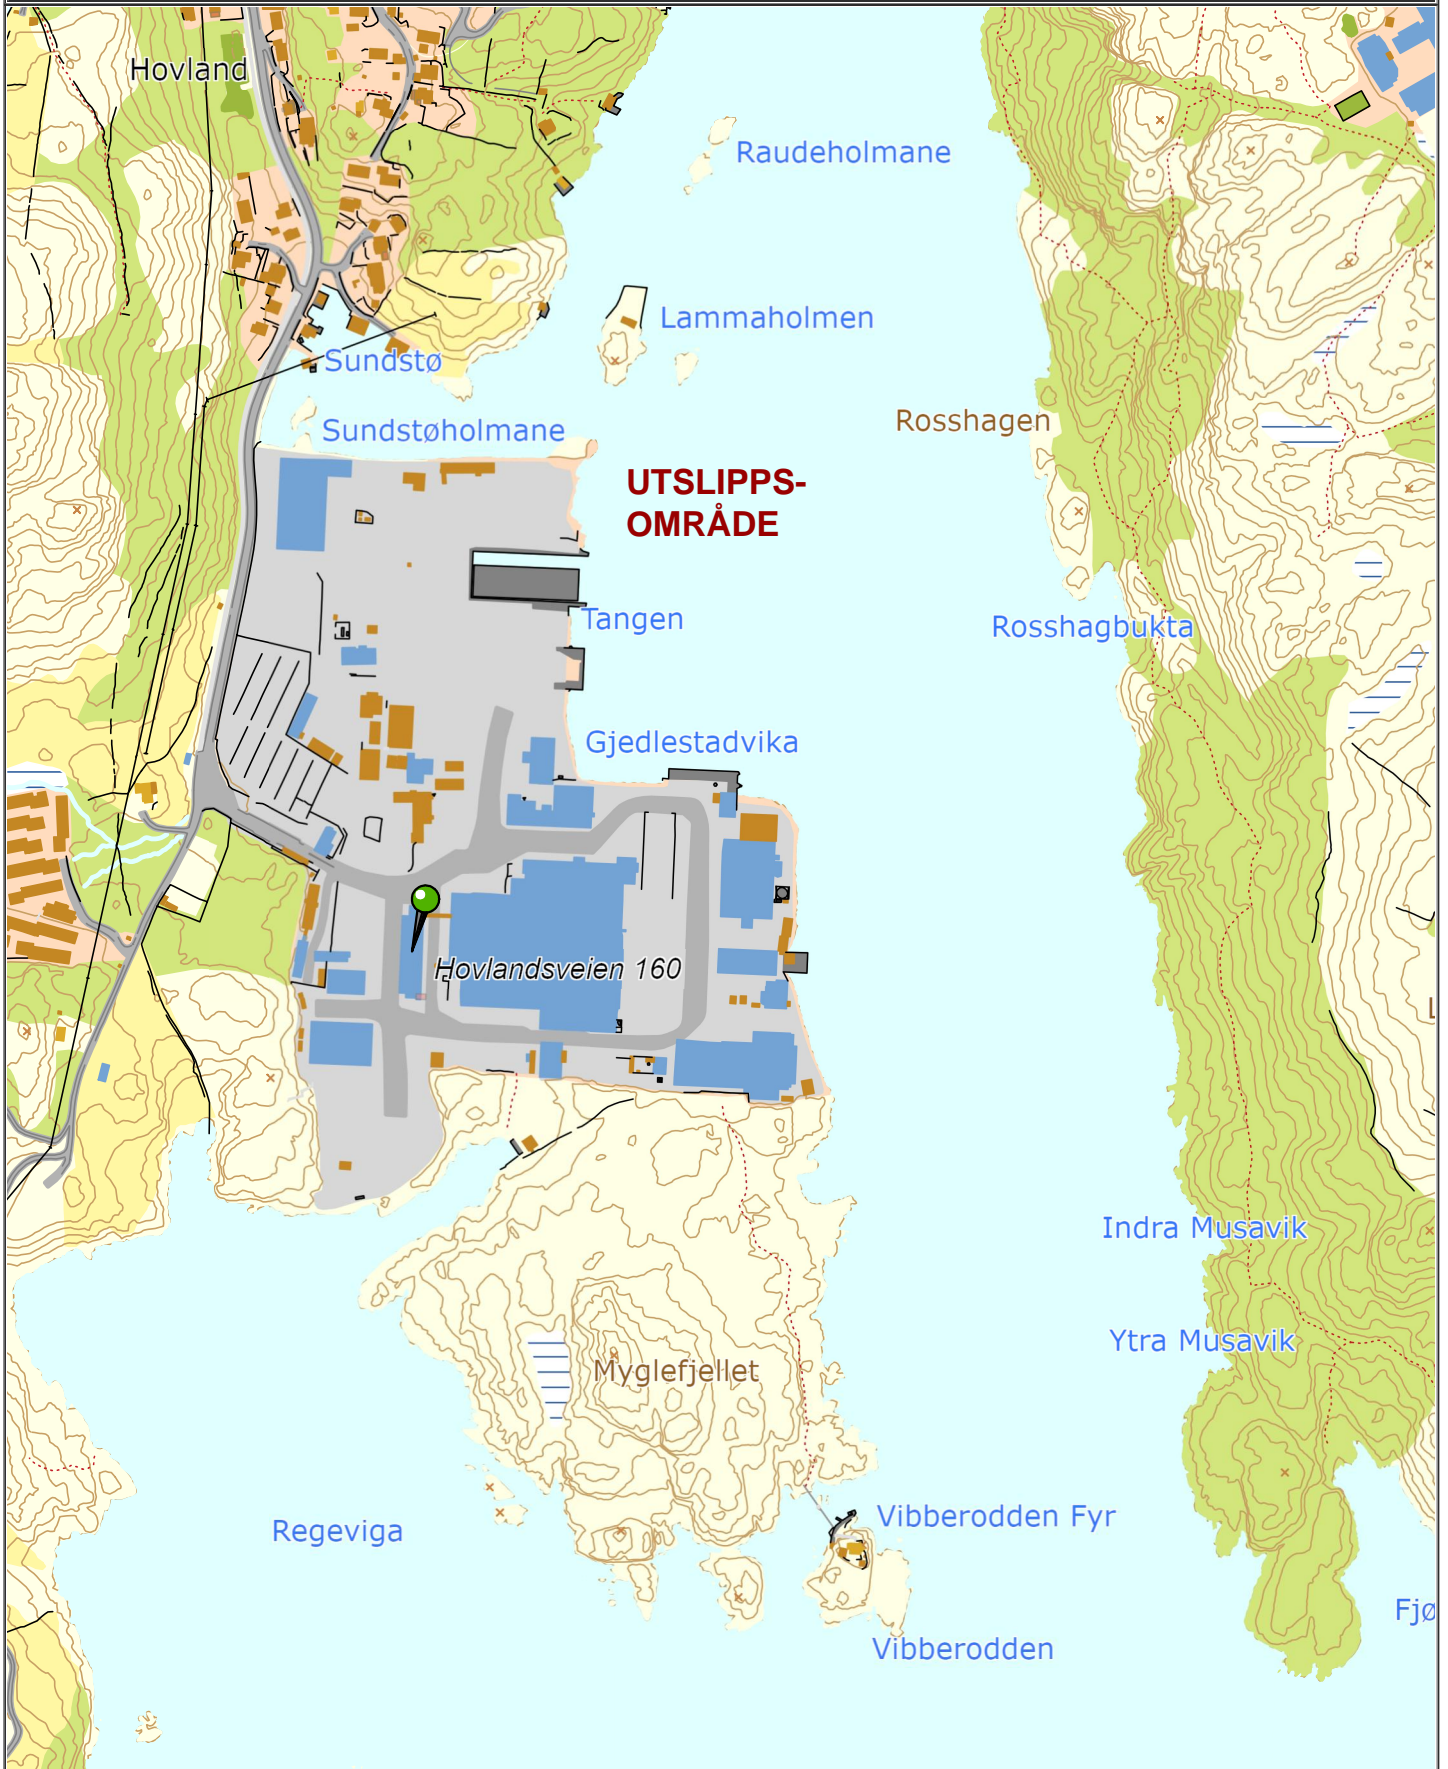 Hovland
Raudeholmane
Lammaholmen
Sundstø
Rosshagen
Sundstøholmane
UTSLIPPS-
OMRÅDE
Tangen
Rosshagbukta
Gjedlestadvika
Hovlandsveien 160
Indra Musavik
Ytra Musavik
Myglefjellet
Vibberodden Fyr
Regeviga
Fjø
Vibberodden